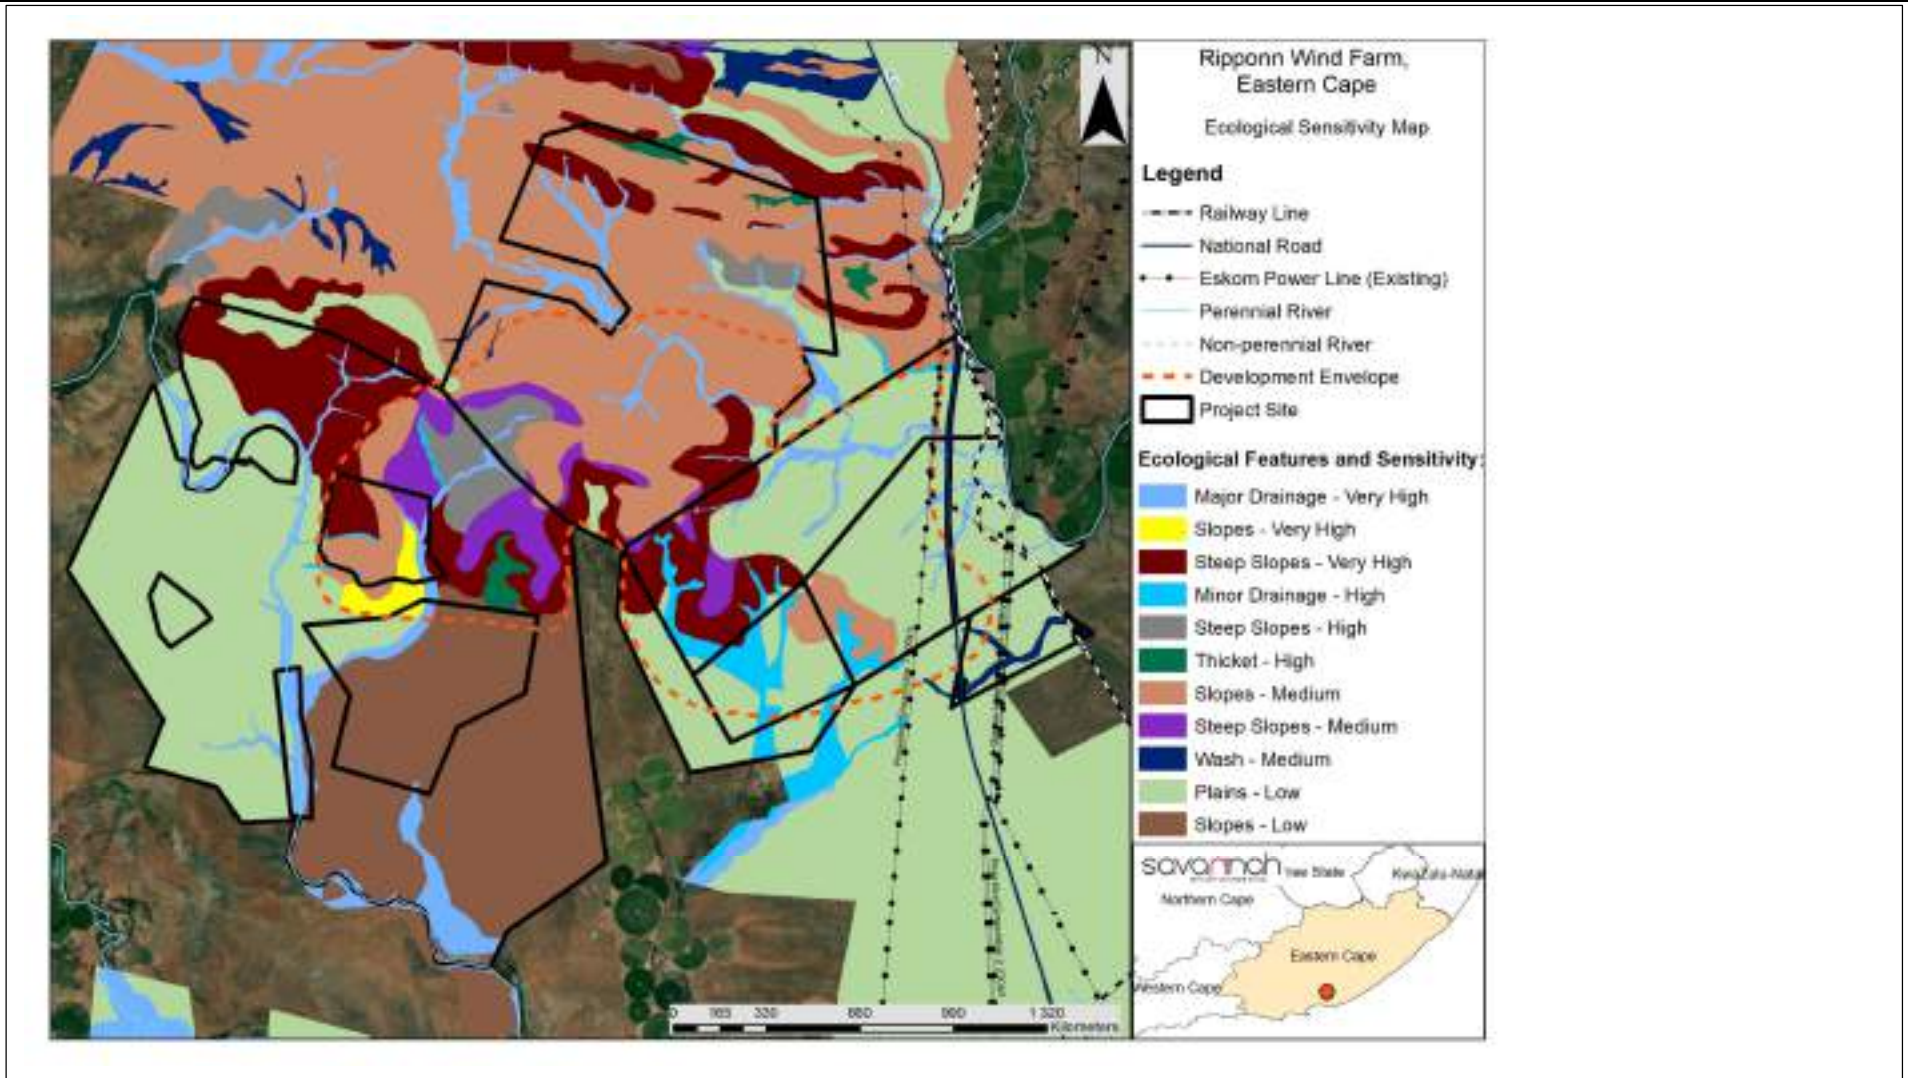 Ripponn Wind Farm,
Eastern Cape
Ecological Sensitivity Map
N
Legend
Railway Line
National Road
Eskom Power Line (Existing)
Perennial River
Non-perennial River
Development Envelope
Project Site
Ecological Features and Sensitivity:
Major Drainage - Very High
Slopes - Very High
Steep Slopes - Very High
Minor Drainage - High
Steep Slopes - High
Thicket - High
Slopes - Medium
Steep Slopes - Medium
Wash - Medium
Plains - Low
Slopes - Low
savannah
Free State
KwaZulu-Natal
Northern Cape
Eastern Cape
Western Cape
0 165 330 660 990 1 320
Kilometers